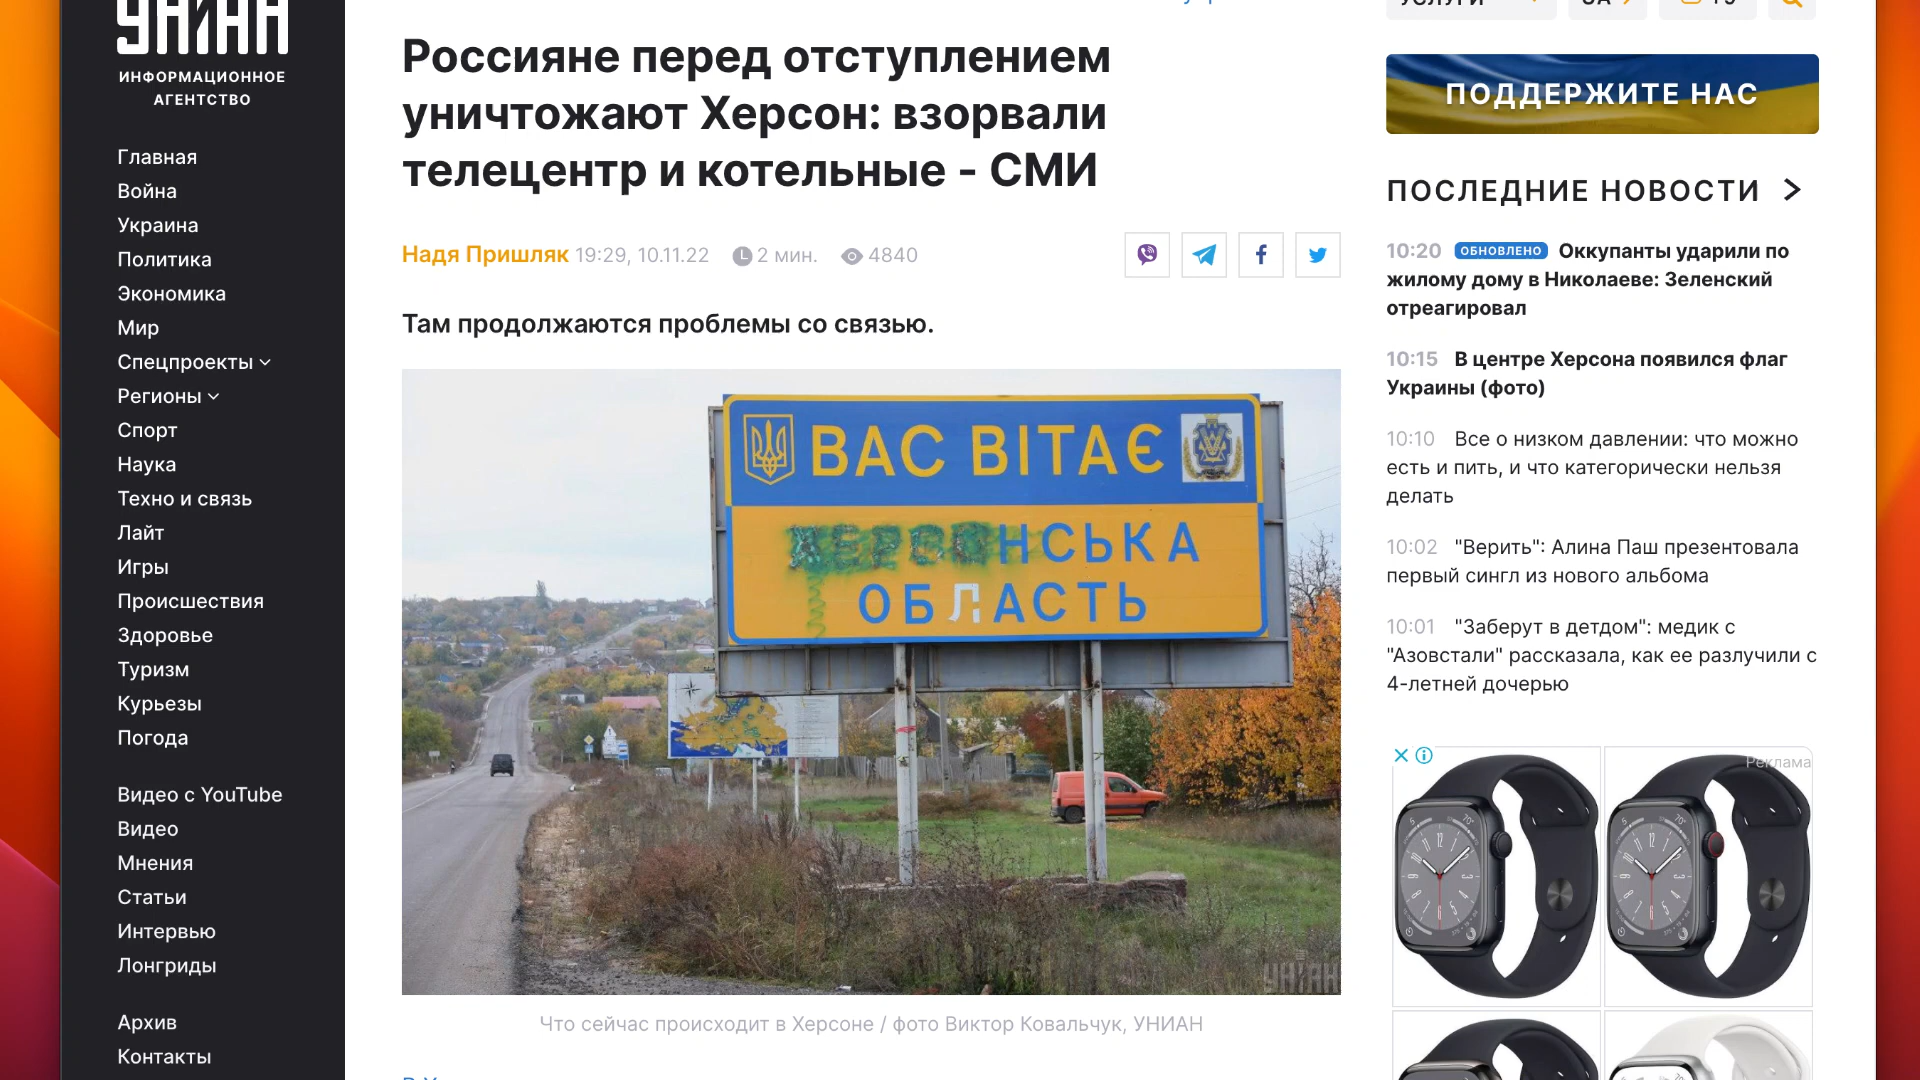 УНИАН
ИНФОРМАЦИОННОЕ
АГЕНТСТВО
Главная
Война
Украина
Политика
Экономика
Мир
Спецпроекты
Регионы
Спорт
Наука
Техно и связь
Лайт
Игры
Происшествия
Здоровье
Туризм
Курьезы
Погода
Видео с YouTube
Видео
Мнения
Статьи
Интервью
Лонгриды
Архив
Контакты
Россияне перед отступлением
уничтожают Херсон: взорвали
телецентр и котельные - СМИ
Надя Пришляк 19:29, 10.11.22 2 мин. 4840
Там продолжаются проблемы со связью.
ВАС ВІТАЄ
ХЕРСОНСЬКА
ОБЛАСТЬ
УНІАН
Что сейчас происходит в Херсоне / фото Виктор Ковальчук, УНИАН
УСЛУГИ
ПОДДЕРЖИТЕ НАС
ПОСЛЕДНИЕ НОВОСТИ
10:20 ОБНОВЛЕНО Оккупанты ударили по
жилому дому в Николаеве: Зеленский
отреагировал
10:15 В центре Херсона появился флаг
Украины (фото)
10:10 Все о низком давлении: что можно
есть и пить, и что категорически нельзя
делать
10:02 "Верить": Алина Паш презентовала
первый сингл из нового альбома
10:01 "Заберут в детдом": медик с
"Азовстали" рассказала, как ее разлучили с
4-летней дочерью
Реклама